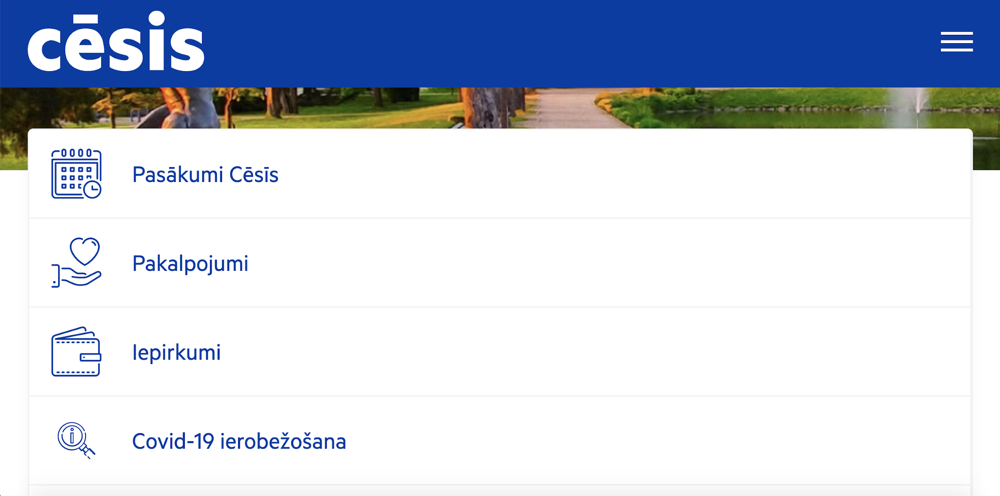 cēsis
Pasākumi Cēsīs
Pakalpojumi
Iepirkumi
Covid-19 ierobežošana